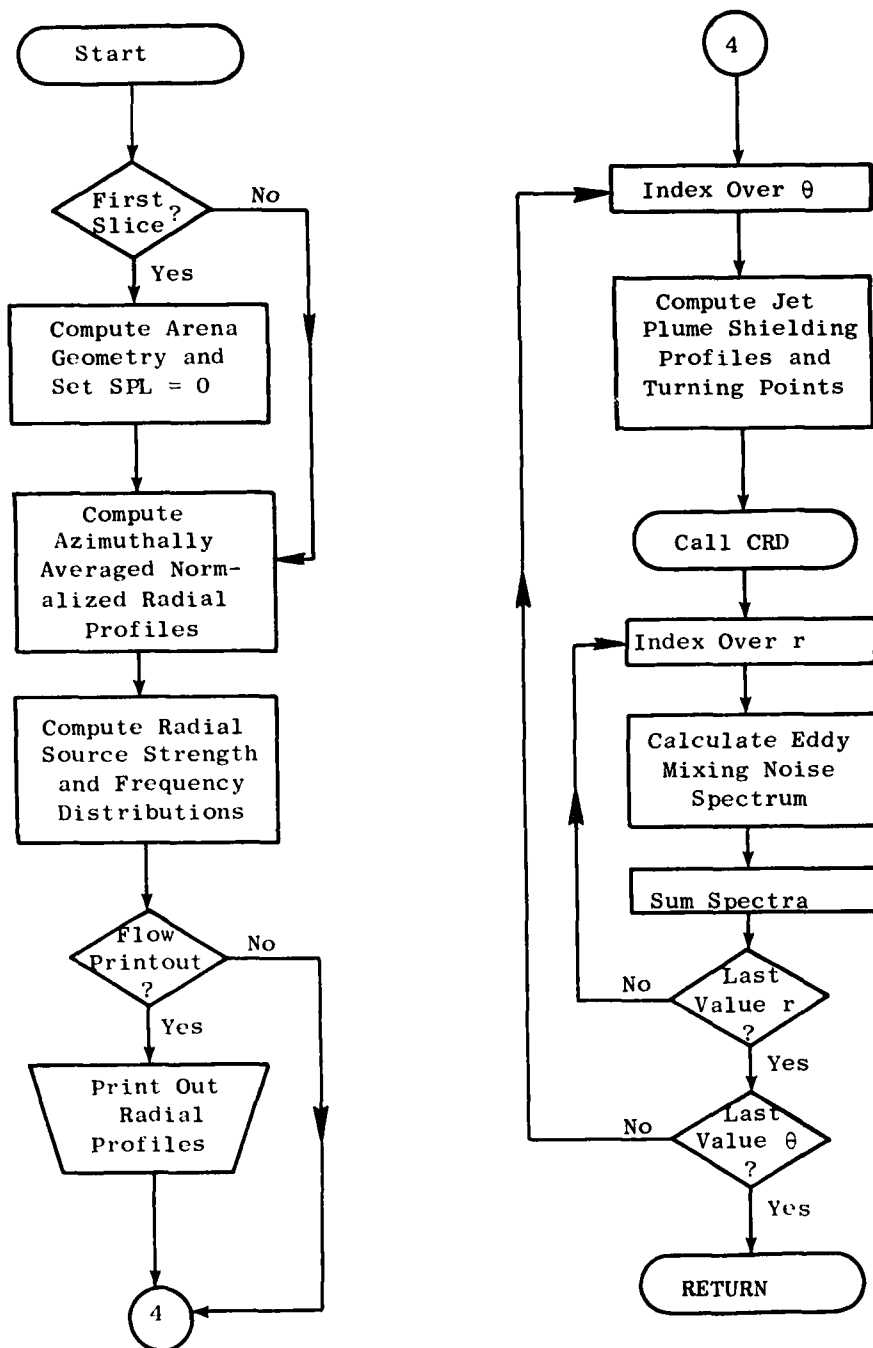 Start
First
Slice ?
No
Yes
Compute Arena
Geometry and
Set SPL = 0
Compute
Azimuthally
Averaged Norm-
alized Radial
Profiles
Compute Radial
Source Strength
and Frequency
Distributions
Flow
Printout
?
No
Yes
Print Out
Radial
Profiles
4
4
Index Over θ
Compute Jet
Plume Shielding
Profiles and
Turning Points
Call CRD
Index Over r
Calculate Eddy
Mixing Noise
Spectrum
Sum Spectra
Last
Value r
?
No
Yes
Last
Value θ
?
No
Yes
RETURN